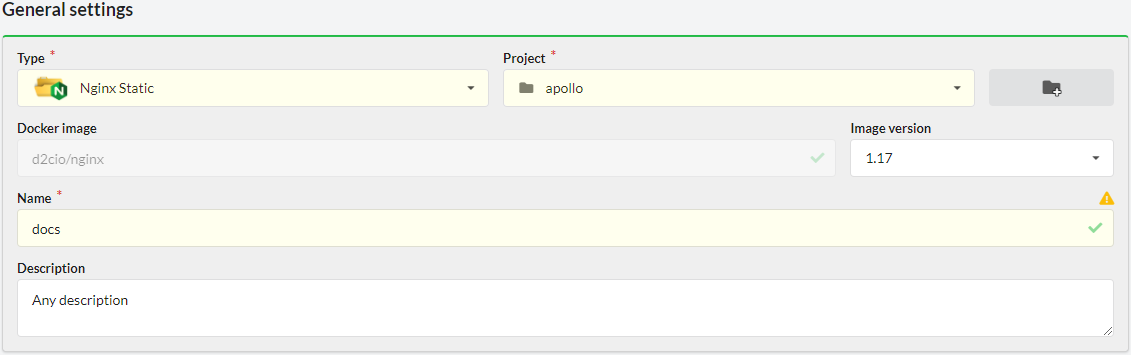 General settings
Type * Project *
Nginx Static apollo
Docker image Image version
d2cio/nginx 1.17
Name *
docs
Description
Any description